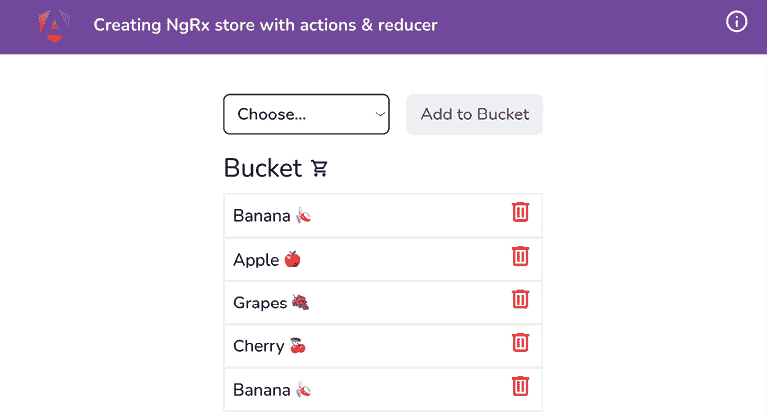 Creating NgRx store with actions & reducer
Choose...
Add to Bucket
Bucket
Banana
Apple
Grapes
Cherry
Banana